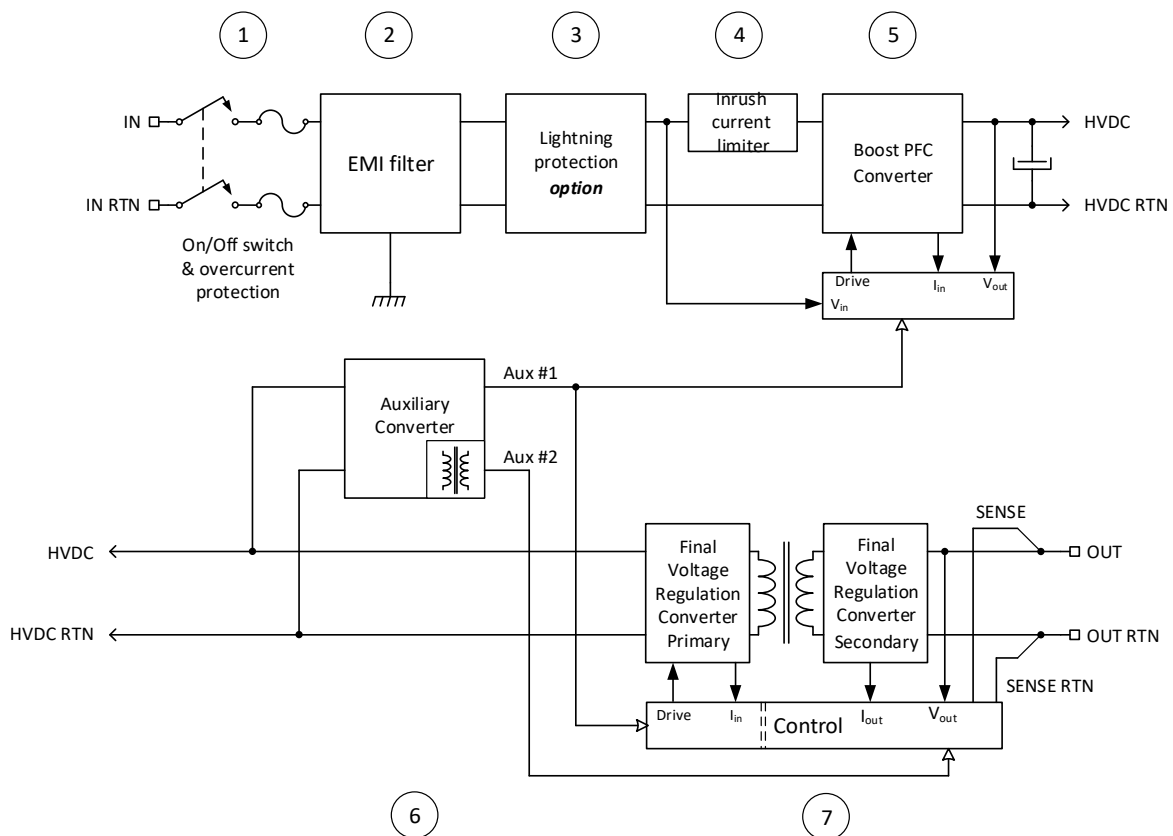 1
2
3
4
5
IN
IN RTN
On/Off switch
& overcurrent
protection
EMI filter
Lightning
protection
option
Inrush
current
limiter
Boost PFC
Converter
HVDC
HVDC RTN
Drive
Iin
Vout
Vin
Auxiliary
Converter
Aux #1
Aux #2
HVDC
HVDC RTN
Final
Voltage
Regulation
Converter
Primary
Final
Voltage
Regulation
Converter
Secondary
SENSE
OUT
OUT RTN
SENSE RTN
Drive
Iin
Control
Iout
Vout
6
7